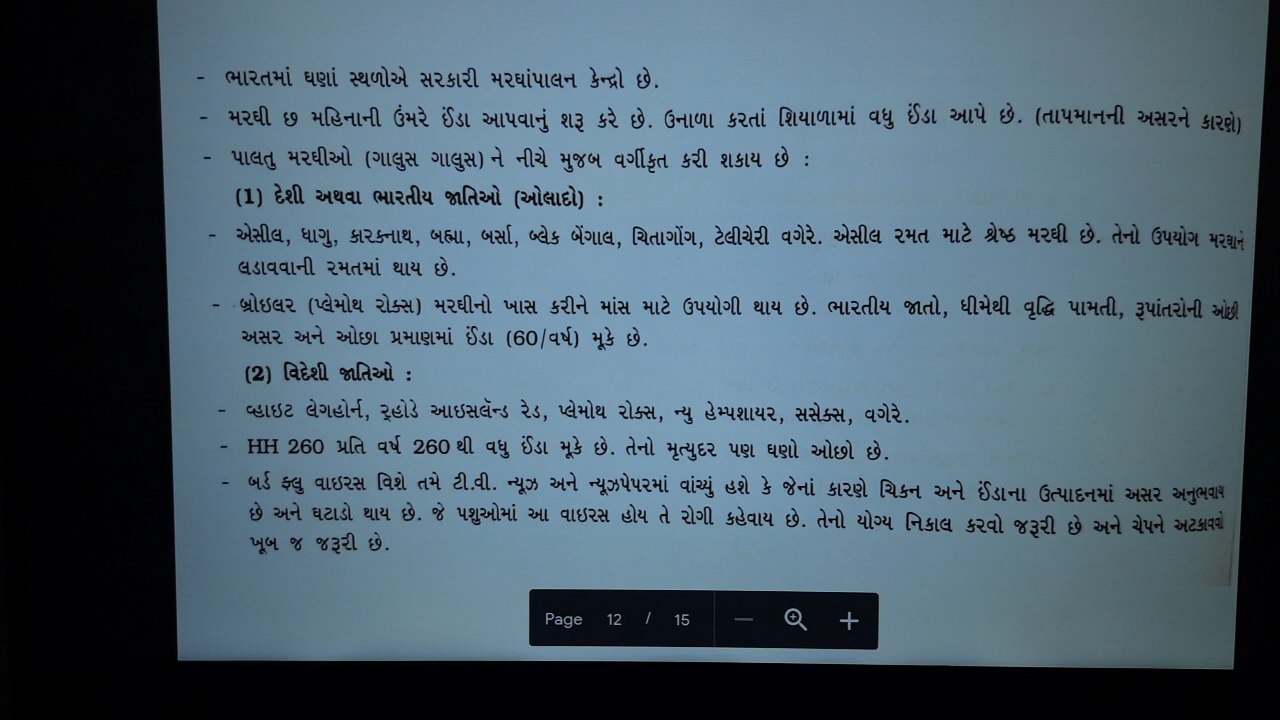 - ભારતમાં ઘણાં સ્થળોએ સરકારી મરઘાંપાલન કેન્દ્રો છે.
- મરઘી છ મહિનાની ઉંમરે ઈંડા આપવાનું શરૂ કરે છે. ઉનાળા કરતાં શિયાળામાં વધુ ઈંડા આપે છે. (તાપમાનની અસરને કારણે)
- પાલતુ મરઘીઓ (ગાલુસ ગાલુસ) ને નીચે મુજબ વર્ગીકૃત કરી શકાય છે :
(1) દેશી અથવા ભારતીય જાતિઓ (ઓલાદો) :
- એસીલ, ધાગુ, કારકનાથ, બહ્મા, બર્સા, બ્લેક બેંગાલ, ચિતાગોંગ, ટેલીચેરી વગેરે. એસીલ રમત માટે શ્રેષ્ઠ મરઘી છે. તેનો ઉપયોગ મરઘાને
લડાવવાની રમતમાં થાય છે.
- બ્રોઇલર (પ્લેમોથ રોક્સ) મરઘીનો ખાસ કરીને માંસ માટે ઉપયોગી થાય છે. ભારતીય જાતો, ધીમેથી વૃદ્ધિ પામતી, રૂપાંતરોની ઓછી
અસર અને ઓછા પ્રમાણમાં ઈંડા (60/વર્ષ) મૂકે છે.
(2) વિદેશી જાતિઓ :
- વ્હાઇટ લેગહોર્ન, ર્‌હોડે આઇસલૅન્ડ રેડ, પ્લેમોથ રોક્સ, ન્યુ હેમ્પશાયર, સસેક્સ, વગેરે.
- HH 260 પ્રતિ વર્ષ 260 થી વધુ ઈંડા મૂકે છે. તેનો મૃત્યુદર પણ ઘણો ઓછો છે.
- બર્ડ ફ્લુ વાઇરસ વિશે તમે ટી.વી. ન્યૂઝ અને ન્યૂઝપેપરમાં વાંચ્યું હશે કે જેનાં કારણે ચિકન અને ઈંડાના ઉત્પાદનમાં અસર અનુભવાય
છે અને ઘટાડો થાય છે. જે પશુઓમાં આ વાઇરસ હોય તે રોગી કહેવાય છે. તેનો યોગ્ય નિકાલ કરવો જરૂરી છે અને ચેપને અટકાવવો
ખૂબ જ જરૂરી છે.
Page 12 / 15